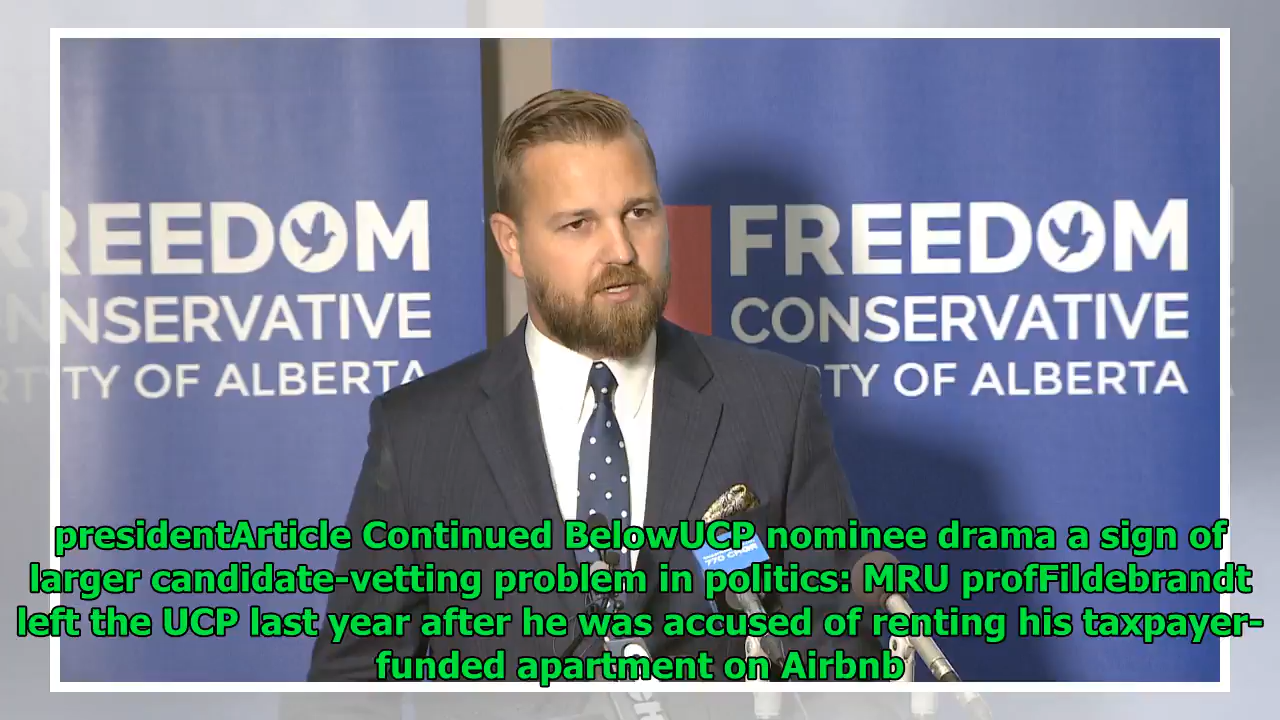 FREEDOM
CONSERVATIVE
TY OF ALBERTA
FREEDOM
CONSERVATIVE
TY OF ALBERTA
770 CHQR
presidentArticle Continued BelowUCP nominee drama a sign of
larger candidate-vetting problem in politics: MRU profFildebrandt
left the UCP last year after he was accused of renting his taxpayer-
funded apartment on Airbnb